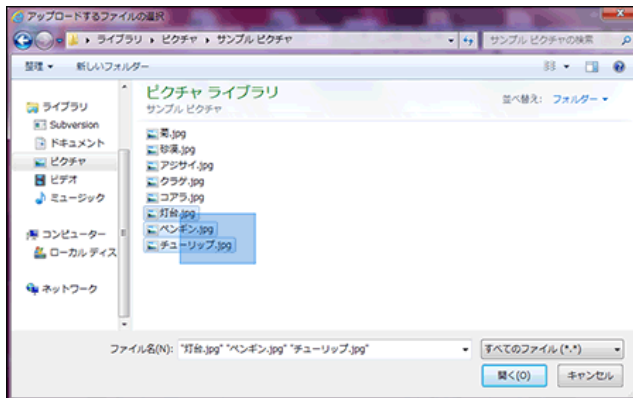 アップロードするファイルの選択
ライブラリ ▸ ピクチャ ▸ サンプル ピクチャ
サンプル ピクチャの検索
整理 ▾ 新しいフォルダー
ライブラリ
Subversion
ドキュメント
ピクチャ
ビデオ
ミュージック
コンピューター
ローカル ディス
ネットワーク
ピクチャ ライブラリ
サンプル ピクチャ
並べ替え: フォルダー ▾
菊.jpg
砂漠.jpg
アジサイ.jpg
クラゲ.jpg
コアラ.jpg
灯台.jpg
ペンギン.jpg
チューリップ.jpg
ファイル名(N): "灯台.jpg" "ペンギン.jpg" "チューリップ.jpg"
すべてのファイル (*.*)
開く(O) キャンセル